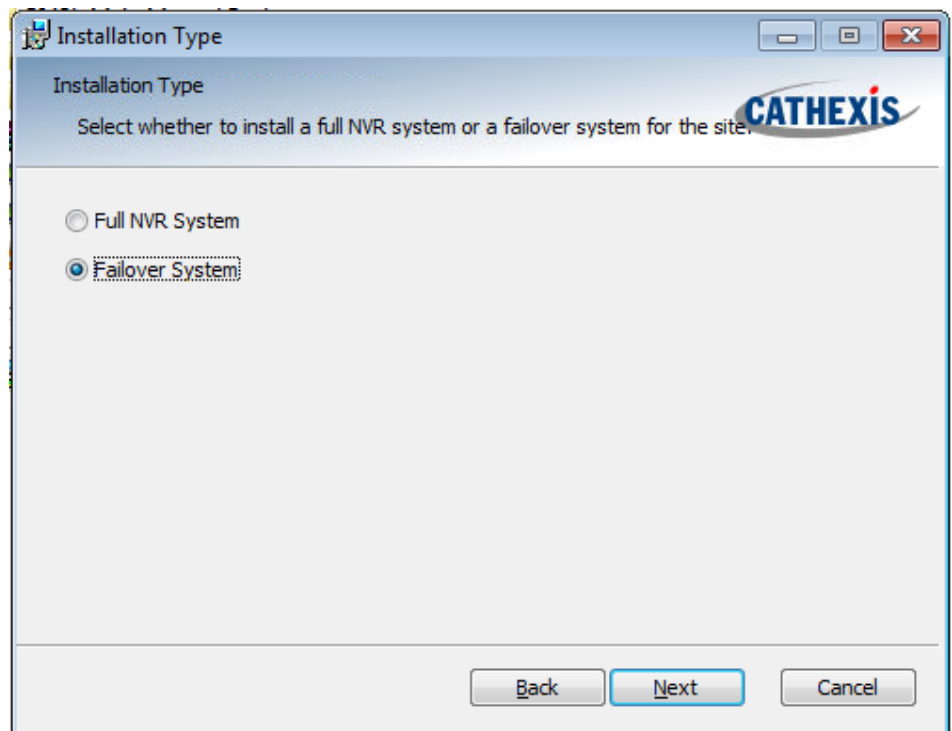 Installation Type
Installation Type
Select whether to install a full NVR system or a failover system for the site
CATHEXIS
Full NVR System
Failover System
Back
Next
Cancel